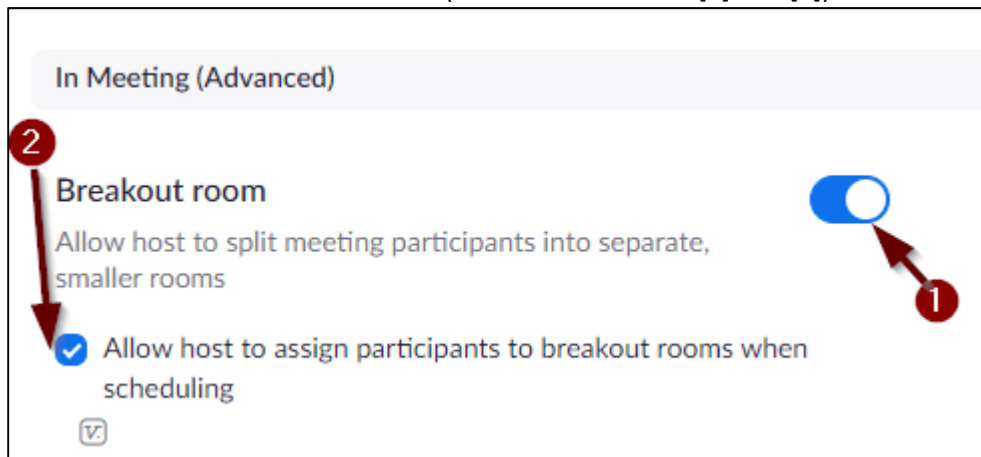 In Meeting (Advanced)
2
Breakout room
Allow host to split meeting participants into separate,
smaller rooms
1
Allow host to assign participants to breakout rooms when
scheduling
V.